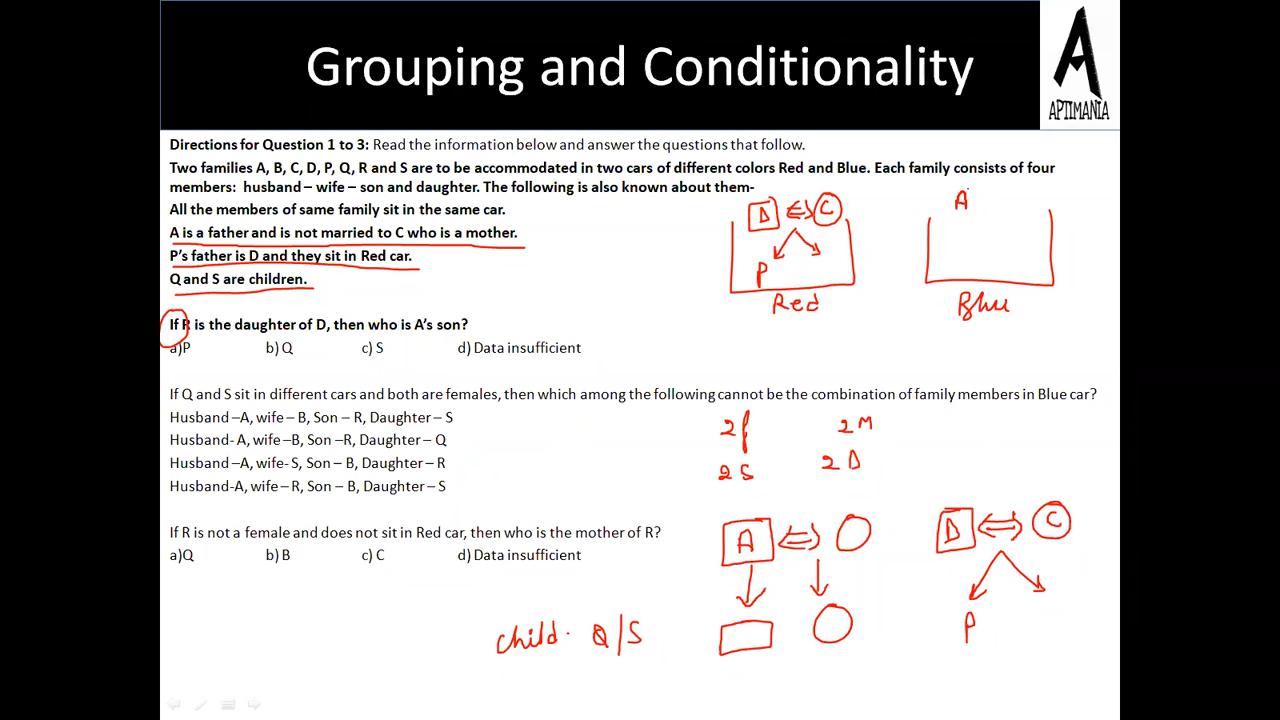 Grouping and Conditionality
A
APTIMANIA
Directions for Question 1 to 3: Read the information below and answer the questions that follow.
Two families A, B, C, D, P, Q, R and S are to be accommodated in two cars of different colors Red and Blue. Each family consists of four
members: husband – wife – son and daughter. The following is also known about them-
All the members of same family sit in the same car.
A is a father and is not married to C who is a mother.
P's father is D and they sit in Red car.
Q and S are children.
D C
P
Red
A
Blue
If R is the daughter of D, then who is A's son?
a)P b) Q c) S d) Data insufficient
If Q and S sit in different cars and both are females, then which among the following cannot be the combination of family members in Blue car?
Husband –A, wife – B, Son – R, Daughter – S
Husband- A, wife –B, Son –R, Daughter – Q
Husband –A, wife- S, Son – B, Daughter – R
Husband-A, wife – R, Son – B, Daughter – S
2f 2M
2S 2D
If R is not a female and does not sit in Red car, then who is the mother of R?
a)Q b) B c) C d) Data insufficient
A D C
P
child. Q/S